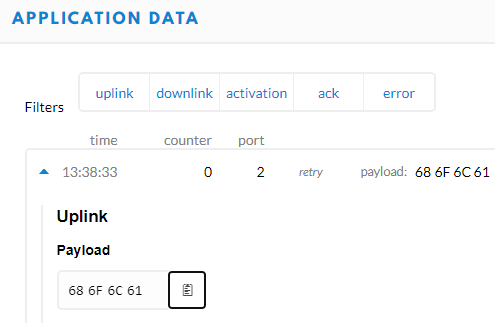 APPLICATION DATA
Filters uplink downlink activation ack error
time counter port
13:38:33 0 2 retry payload: 68 6F 6C 61
Uplink
Payload
68 6F 6C 61